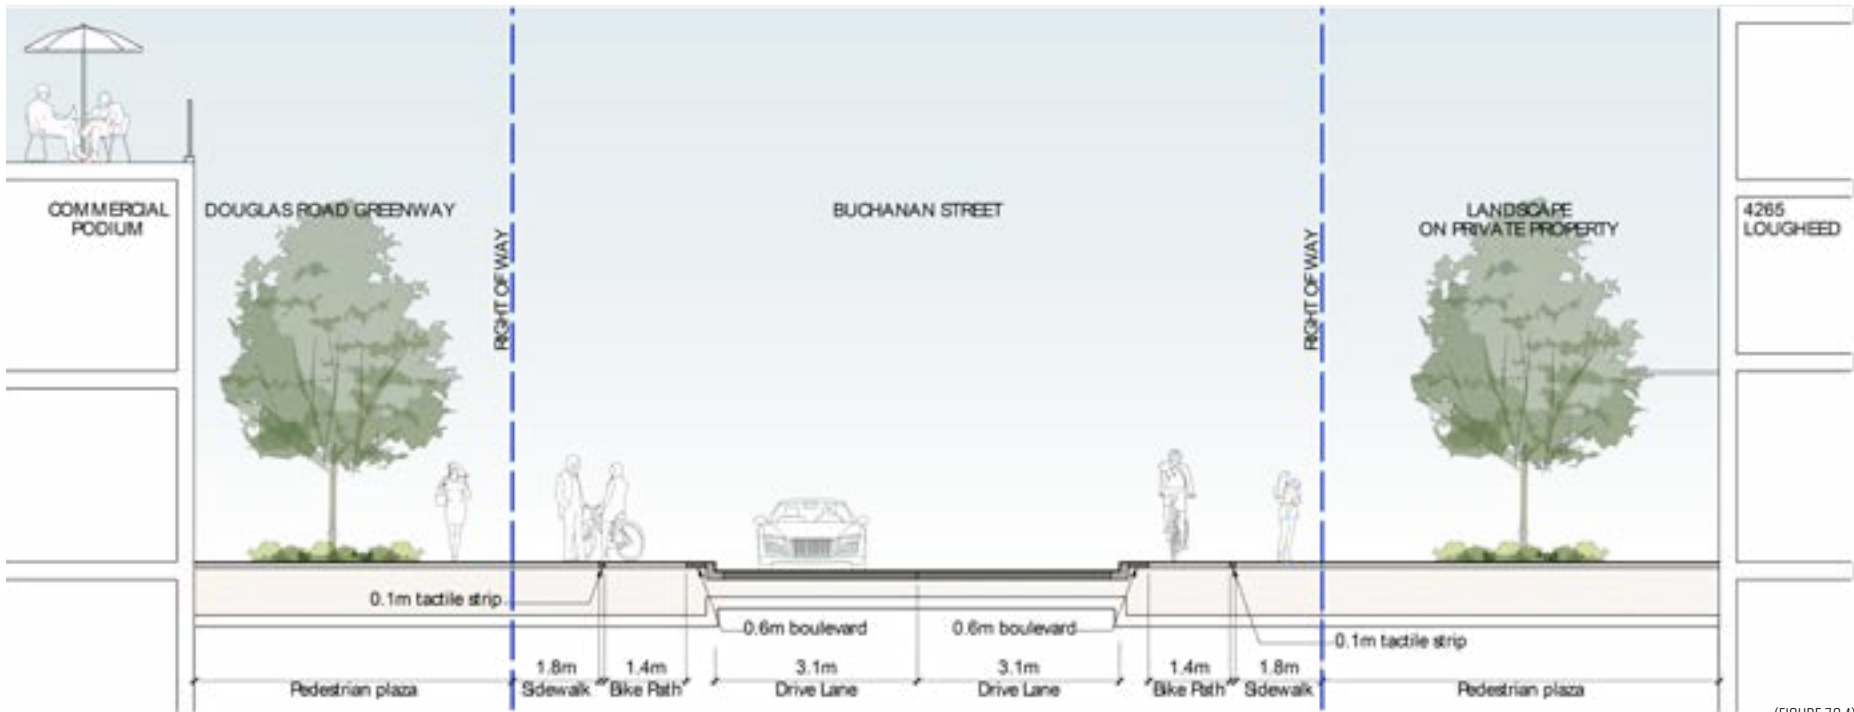 COMMERCIAL
PODIUM
DOUGLAS ROAD GREENWAY
RIGHT OF WAY
BUCHANAN STREET
RIGHT OF WAY
LANDSCAPE
ON PRIVATE PROPERTY
4265
LOUGHEED
0.1m tactile strip
0.6m boulevard
0.6m boulevard
0.1m tactile strip
1.8m
1.4m
3.1m
3.1m
1.4m
1.8m
Pedestrian plaza
Sidewalk
Bike Path
Drive Lane
Drive Lane
Bike Path
Sidewalk
Pedestrian plaza